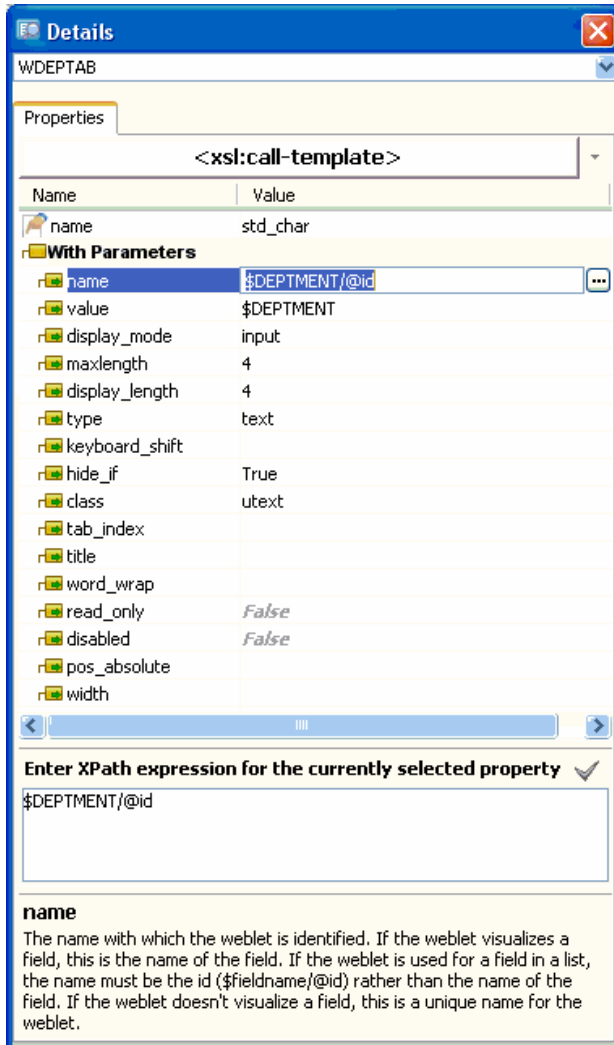 Details
WDEPTAB
Properties
<xsl:call-template>
Name Value
name std_char
With Parameters
name $DEPTMENT/@id
value $DEPTMENT
display_mode input
maxlength 4
display_length 4
type text
keyboard_shift
hide_if True
class utext
tab_index
title
word_wrap
read_only False
disabled False
pos_absolute
width
Enter XPath expression for the currently selected property
$DEPTMENT/@id
name
The name with which the weblet is identified. If the weblet visualizes a
field, this is the name of the field. If the weblet is used for a field in a list,
the name must be the id ($fieldname/@id) rather than the name of the
field. If the weblet doesn't visualize a field, this is a unique name for the
weblet.